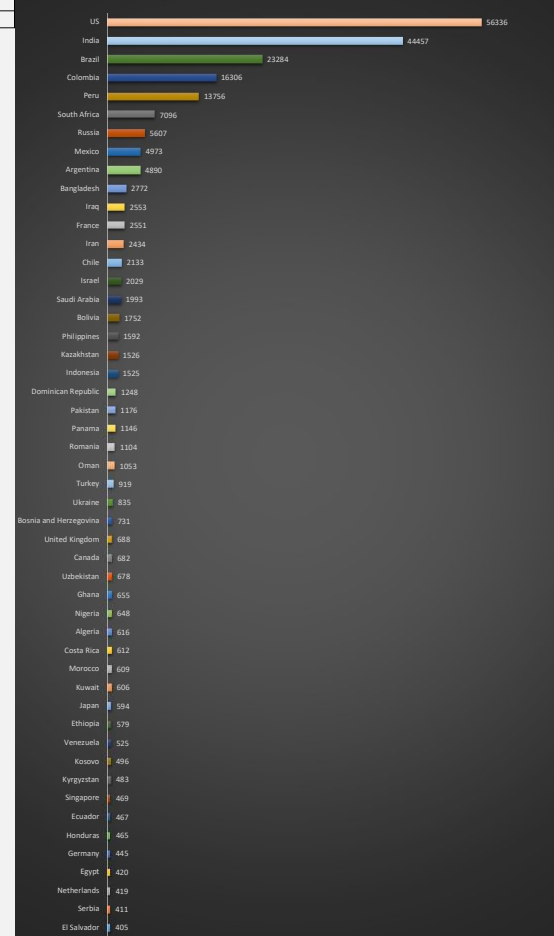 US 56336
India 44457
Brazil 23284
Colombia 16306
Peru 13756
South Africa 7096
Russia 5607
Mexico 4973
Argentina 4890
Bangladesh 2772
Iraq 2553
France 2551
Iran 2434
Chile 2133
Israel 2029
Saudi Arabia 1993
Bolivia 1752
Philippines 1592
Kazakhstan 1526
Indonesia 1525
Dominican Republic 1248
Pakistan 1176
Panama 1146
Romania 1104
Oman 1053
Turkey 919
Ukraine 835
Bosnia and Herzegovina 731
United Kingdom 688
Canada 682
Uzbekistan 678
Ghana 655
Nigeria 648
Algeria 616
Costa Rica 612
Morocco 609
Kuwait 606
Japan 594
Ethiopia 579
Venezuela 525
Kosovo 496
Kyrgyzstan 483
Singapore 469
Ecuador 467
Honduras 465
Germany 445
Egypt 420
Netherlands 419
Serbia 411
El Salvador 405